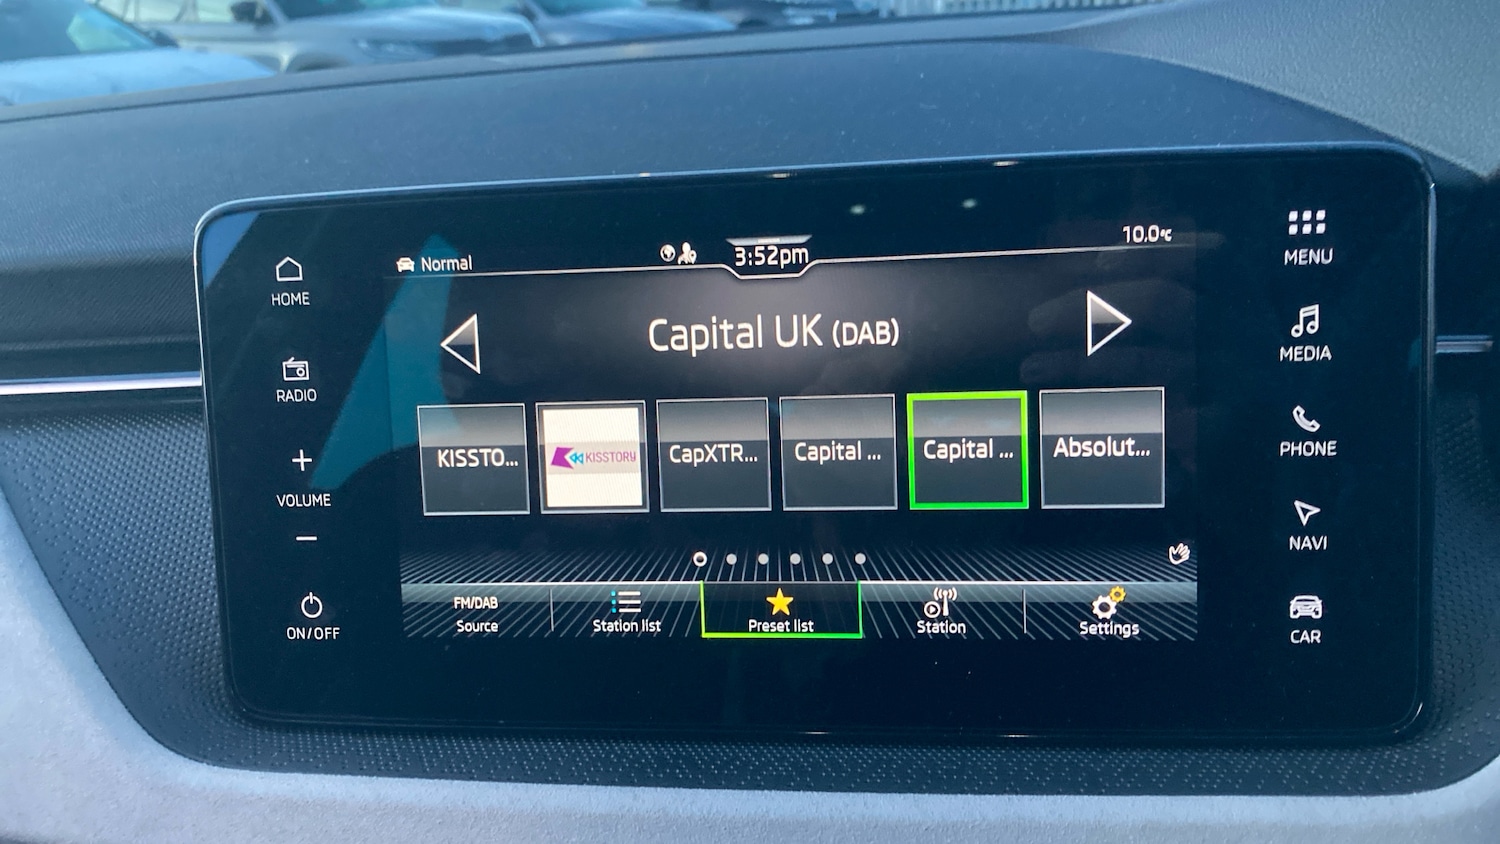 Normal
3:52pm
10.0°C
HOME
RADIO
VOLUME
ON/OFF
Capital UK (DAB)
KISSTO...
KISSTORY
CapXTR...
Capital ...
Capital ...
Absolut...
FM/DAB
Source
Station list
Preset list
Station
Settings
MENU
MEDIA
PHONE
NAVI
CAR